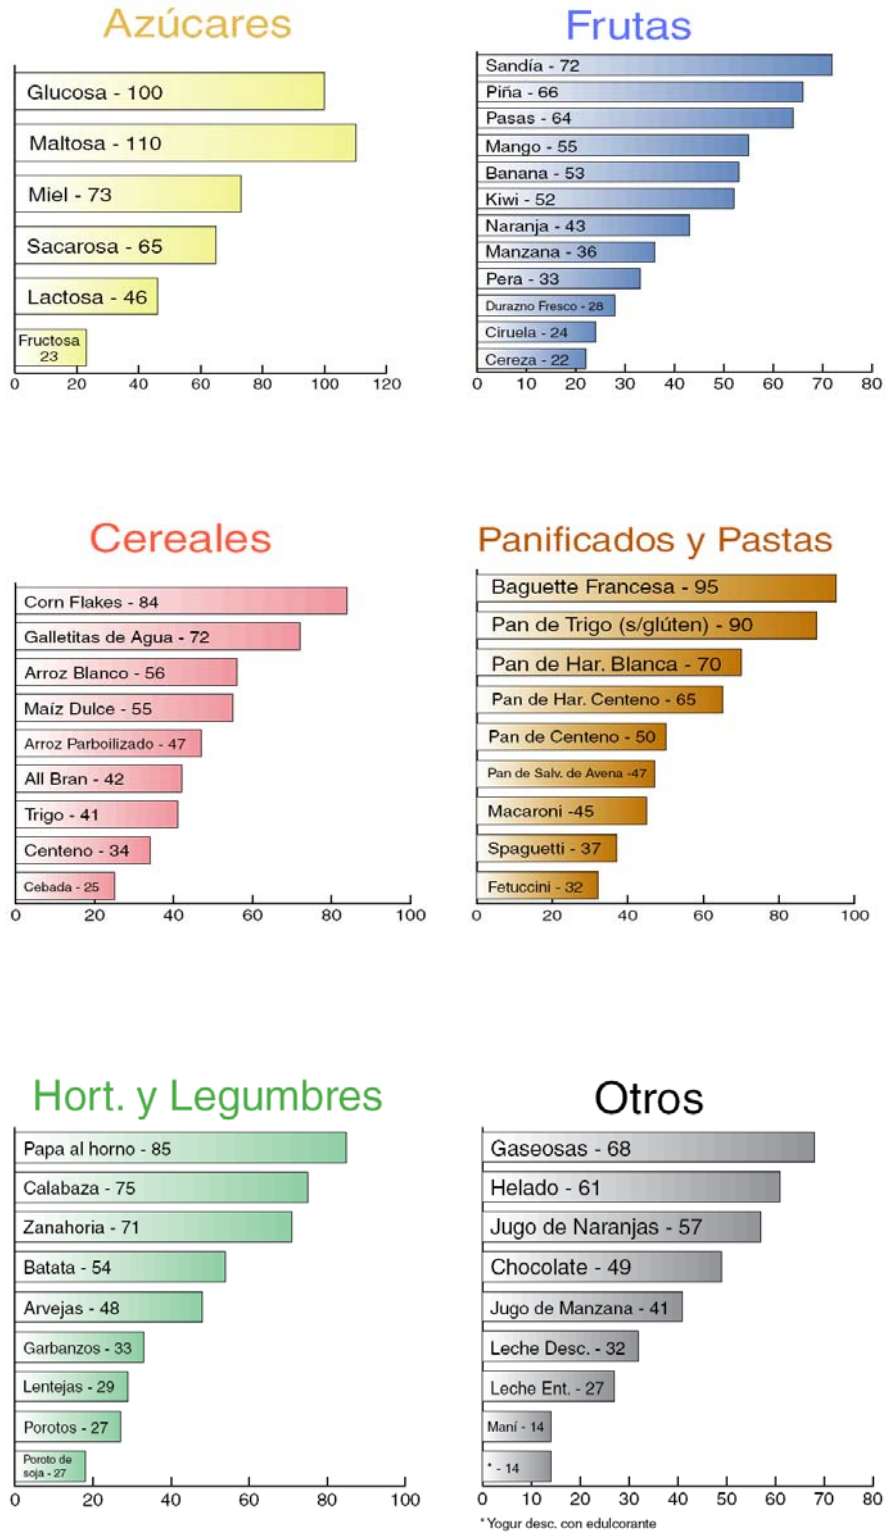 Azúcares
Glucosa - 100
Maltosa - 110
Miel - 73
Sacarosa - 65
Lactosa - 46
Fructosa
23
0 20 40 60 80 100 120
Frutas
Sandía - 72
Piña - 66
Pasas - 64
Mango - 55
Banana - 53
Kiwi - 52
Naranja - 43
Manzana - 36
Pera - 33
Durazno Fresco - 28
Ciruela - 24
Cereza - 22
0 10 20 30 40 50 60 70 80
Cereales
Corn Flakes - 84
Galletitas de Agua - 72
Arroz Blanco - 56
Maíz Dulce - 55
Arroz Parboilizado - 47
All Bran - 42
Trigo - 41
Centeno - 34
Cebada - 25
0 20 40 60 80 100
Panificados y Pastas
Baguette Francesa - 95
Pan de Trigo (s/glúten) - 90
Pan de Har. Blanca - 70
Pan de Har. Centeno - 65
Pan de Centeno - 50
Pan de Salv. de Avena -47
Macaroni -45
Spaguetti - 37
Fetuccini - 32
0 20 40 60 80 100
Hort. y Legumbres
Papa al horno - 85
Calabaza - 75
Zanahoria - 71
Batata - 54
Arvejas - 48
Garbanzos - 33
Lentejas - 29
Porotos - 27
Poroto de
soja - 27
0 20 40 60 80 100
Otros
Gaseosas - 68
Helado - 61
Jugo de Naranjas - 57
Chocolate - 49
Jugo de Manzana - 41
Leche Desc. - 32
Leche Ent. - 27
Maní - 14
* - 14
0 10 20 30 40 50 60 70 80
* Yogur desc. con edulcorante